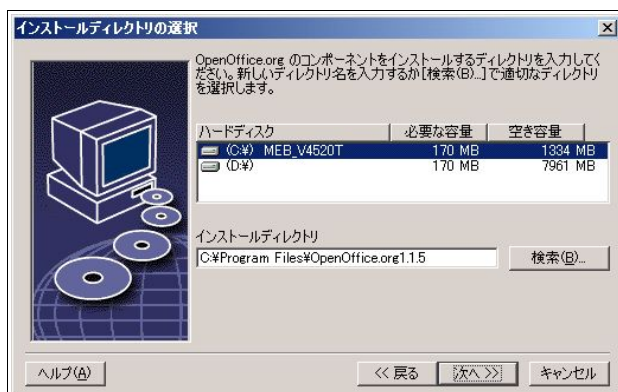 インストールディレクトリの選択
OpenOffice.org のコンポーネントをインストールするディレクトリを入力してく
ださい。新しいディレクトリ名を入力するか[検索(B)...]で適切なディレクトリ
を選択します。
ハードディスク 必要な容量 空き容量
(C:¥) MEB_V4520T 170 MB 1334 MB
(D:¥) 170 MB 7961 MB
インストールディレクトリ
C:¥Program Files¥OpenOffice.org1.1.5 検索(B)...
ヘルプ(A) << 戻る 次へ >> キャンセル